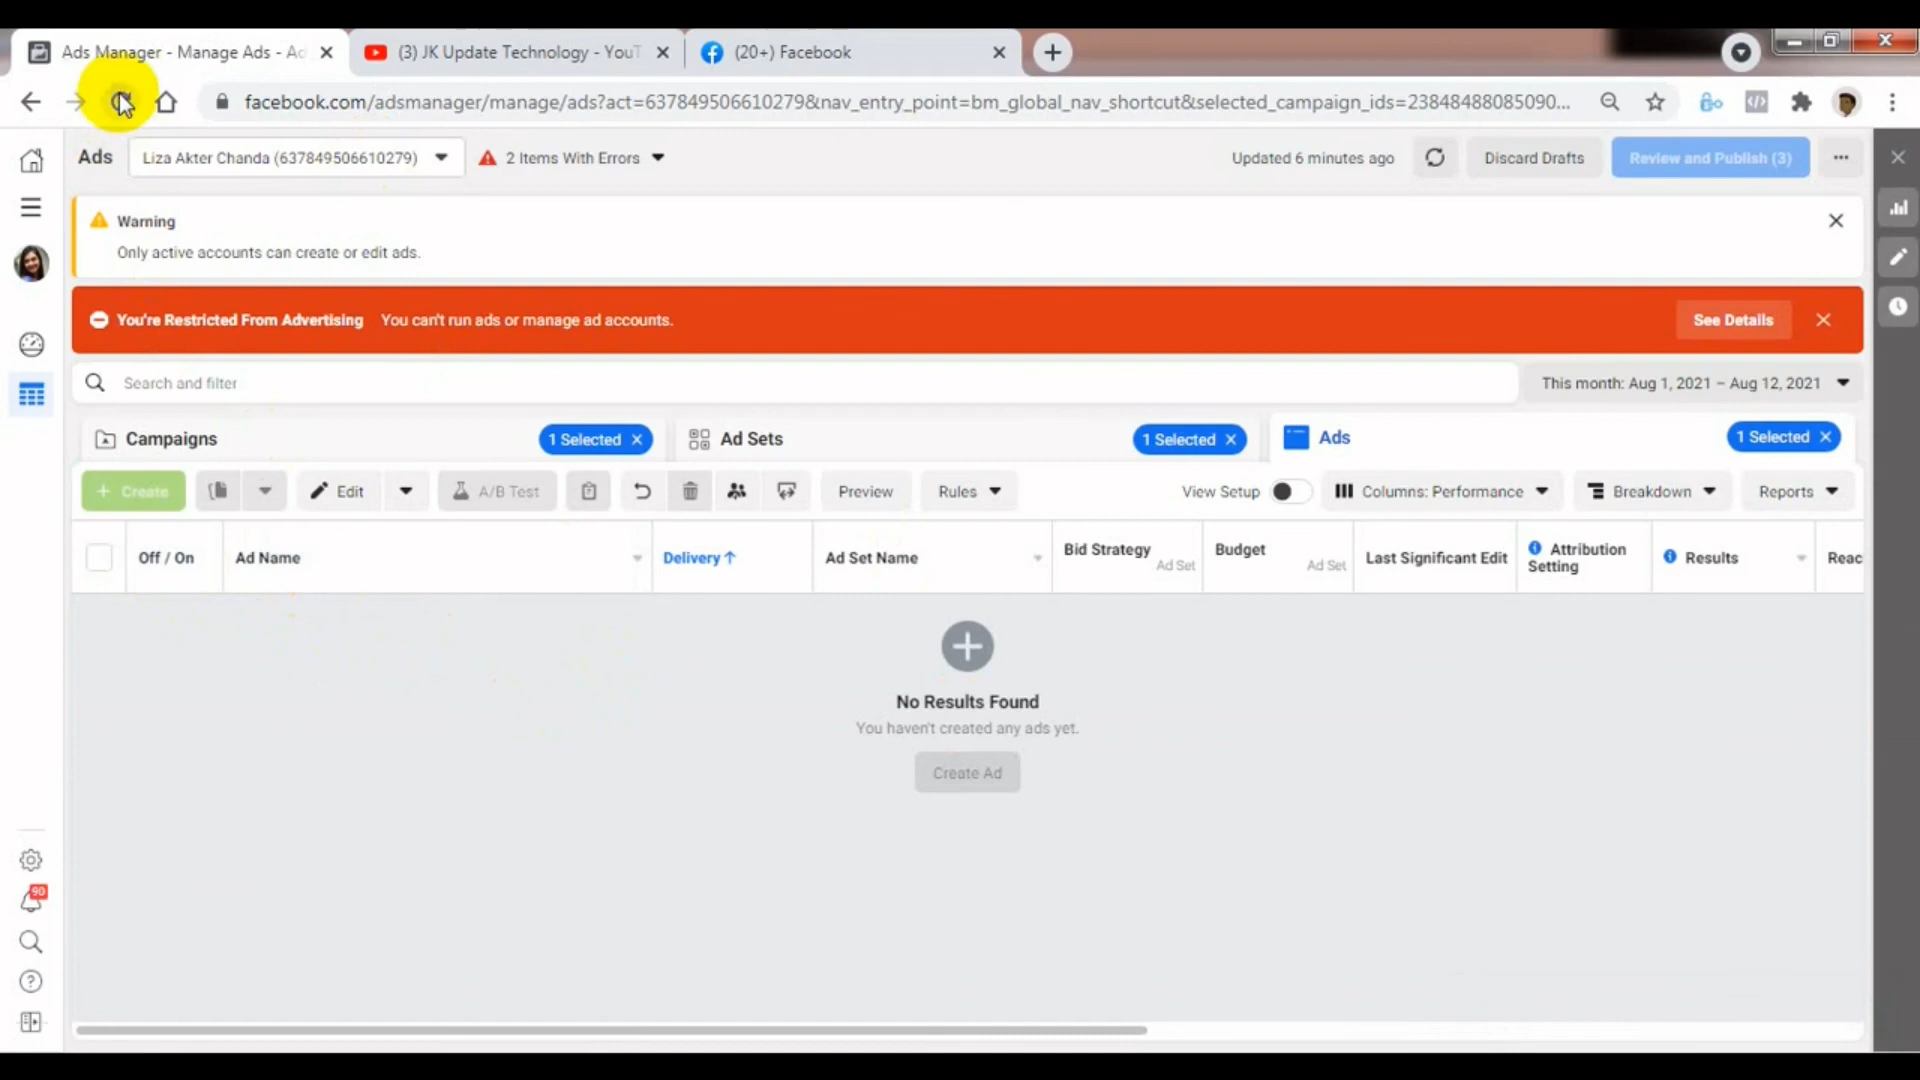 Ads Manager - Manage Ads - Ad
(3) JK Update Technology - YouT
(20+) Facebook
facebook.com/adsmanager/manage/ads?act=637849506610279&nav_entry_point=bm_global_nav_shortcut&selected_campaign_ids=23848488085090...
Ads
Liza Akter Chanda (637849506610279)
2 Items With Errors
Updated 6 minutes ago
Discard Drafts
Review and Publish (3)
Warning
Only active accounts can create or edit ads.
You're Restricted From Advertising You can't run ads or manage ad accounts.
See Details
Search and filter
This month: Aug 1, 2021 – Aug 12, 2021
Campaigns
1 Selected
Ad Sets
1 Selected
Ads
1 Selected
+ Create
Edit
A/B Test
Preview
Rules
View Setup
Columns: Performance
Breakdown
Reports
Off / On
Ad Name
Delivery ↑
Ad Set Name
Bid Strategy
Ad Set
Budget
Ad Set
Last Significant Edit
Attribution
Setting
Results
Reac
No Results Found
You haven't created any ads yet.
Create Ad
90